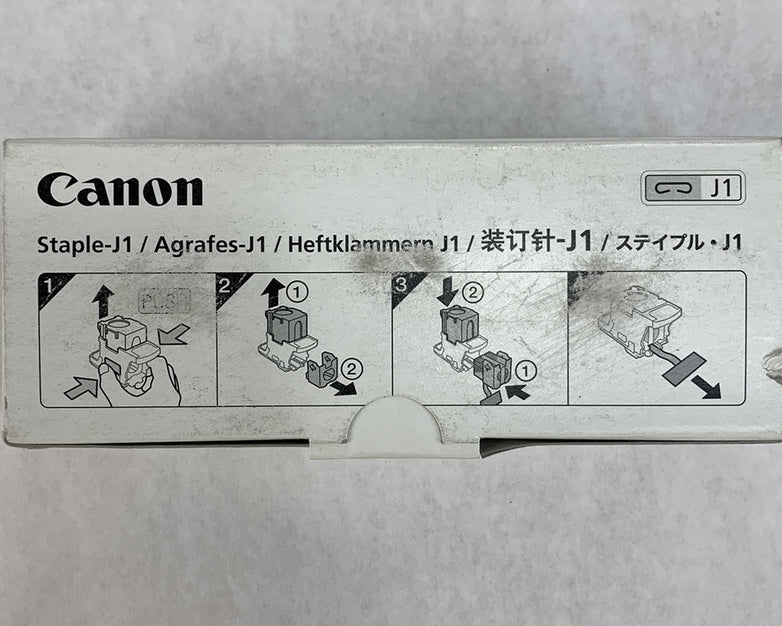 Canon
J1
Staple-J1 / Agrafes-J1 / Heftklammern J1 / 装订针-J1 / ステイプル・J1
1
PUSH
2
①
②
3
②
①